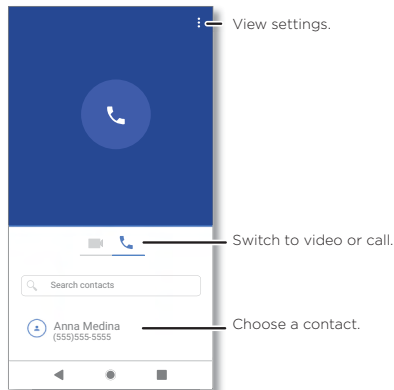 View settings.
Switch to video or call.
Search contacts
Anna Medina
(555)555-5555
Choose a contact.